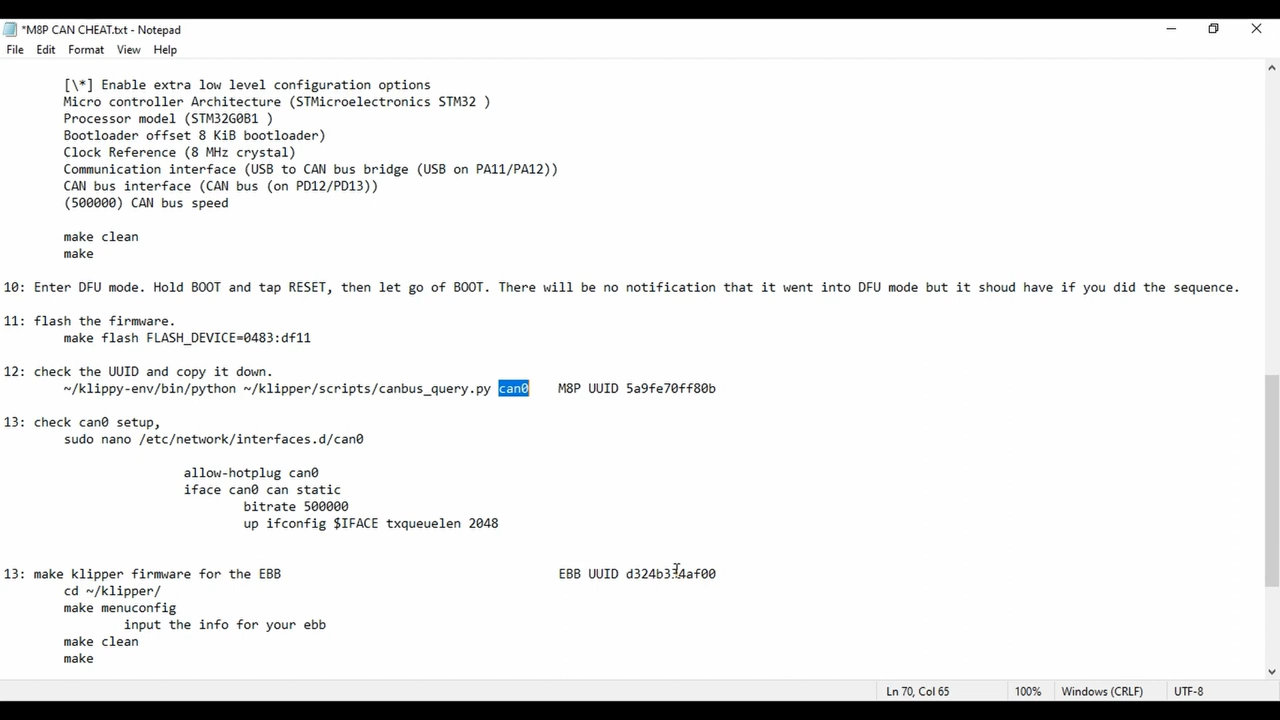 *M8P CAN CHEAT.txt - Notepad
File Edit Format View Help
[\*] Enable extra low level configuration options
Micro controller Architecture (STMicroelectronics STM32 )
Processor model (STM32G0B1 )
Bootloader offset 8 KiB bootloader)
Clock Reference (8 MHz crystal)
Communication interface (USB to CAN bus bridge (USB on PA11/PA12))
CAN bus interface (CAN bus (on PD12/PD13))
(500000) CAN bus speed
make clean
make
10: Enter DFU mode. Hold BOOT and tap RESET, then let go of BOOT. There will be no notification that it went into DFU mode but it shoud have if you did the sequence.
11: flash the firmware.
make flash FLASH_DEVICE=0483:df11
12: check the UUID and copy it down.
~/klippy-env/bin/python ~/klipper/scripts/canbus_query.py can0 M8P UUID 5a9fe70ff80b
13: check can0 setup,
sudo nano /etc/network/interfaces.d/can0
allow-hotplug can0
iface can0 can static
bitrate 500000
up ifconfig $IFACE txqueuelen 2048
13: make klipper firmware for the EBB EBB UUID
cd ~/klipper/
make menuconfig
input the info for your ebb
make clean
make
Ln 70, Col 65 100% Windows (CRLF) UTF-8